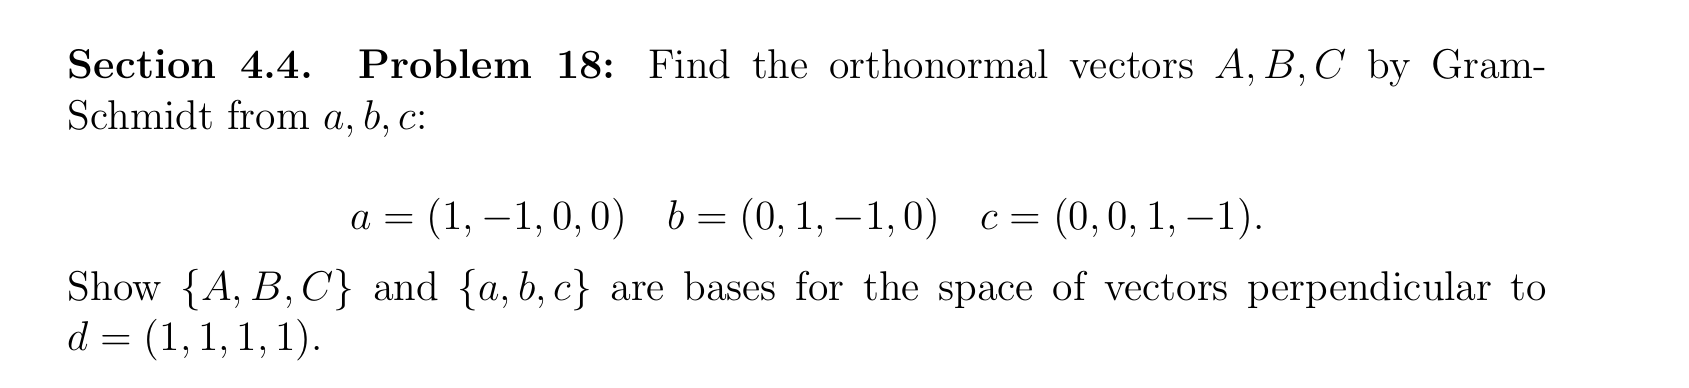 Section 4.4. Problem 18: Find the orthonormal vectors A, B, C by Gram-
Schmidt from a, b, c:
a = (1, −1, 0, 0) b = (0, 1, −1, 0) c = (0, 0, 1, −1).
Show {A, B, C} and {a, b, c} are bases for the space of vectors perpendicular to
d = (1, 1, 1, 1).